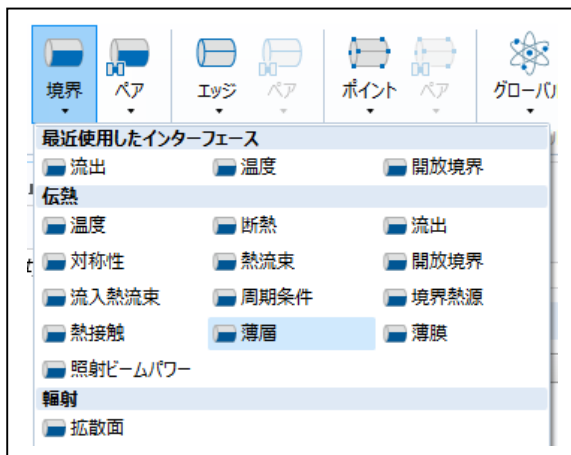 境界 ペア エッジ ペア ポイント ペア グローバル
最近使用したインターフェース
流出 温度 開放境界
伝熱
温度 断熱 流出
対称性 熱流束 開放境界
流入熱流束 周期条件 境界熱源
熱接触 薄層 薄膜
照射ビームパワー
輻射
拡散面